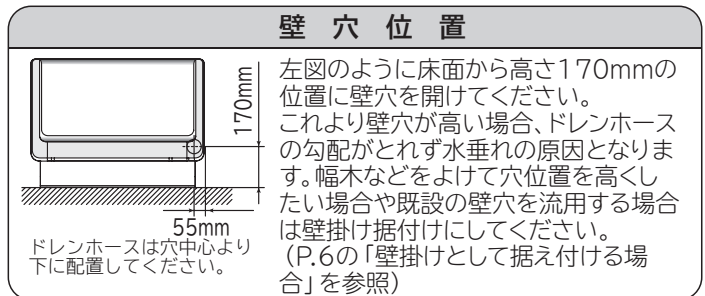 壁穴位置
170mm
55mm
ドレンホースは穴中心より
下に配置してください。
左図のように床面から高さ170mmの
位置に壁穴を開けてください。
これより壁穴が高い場合、ドレンホース
の勾配がとれず水垂れの原因となりま
す。幅木などをよけて穴位置を高くし
たい場合や既設の壁穴を流用する場合
は壁掛け据付けにしてください。
（P.6の「壁掛けとして据え付ける場
合」を参照）